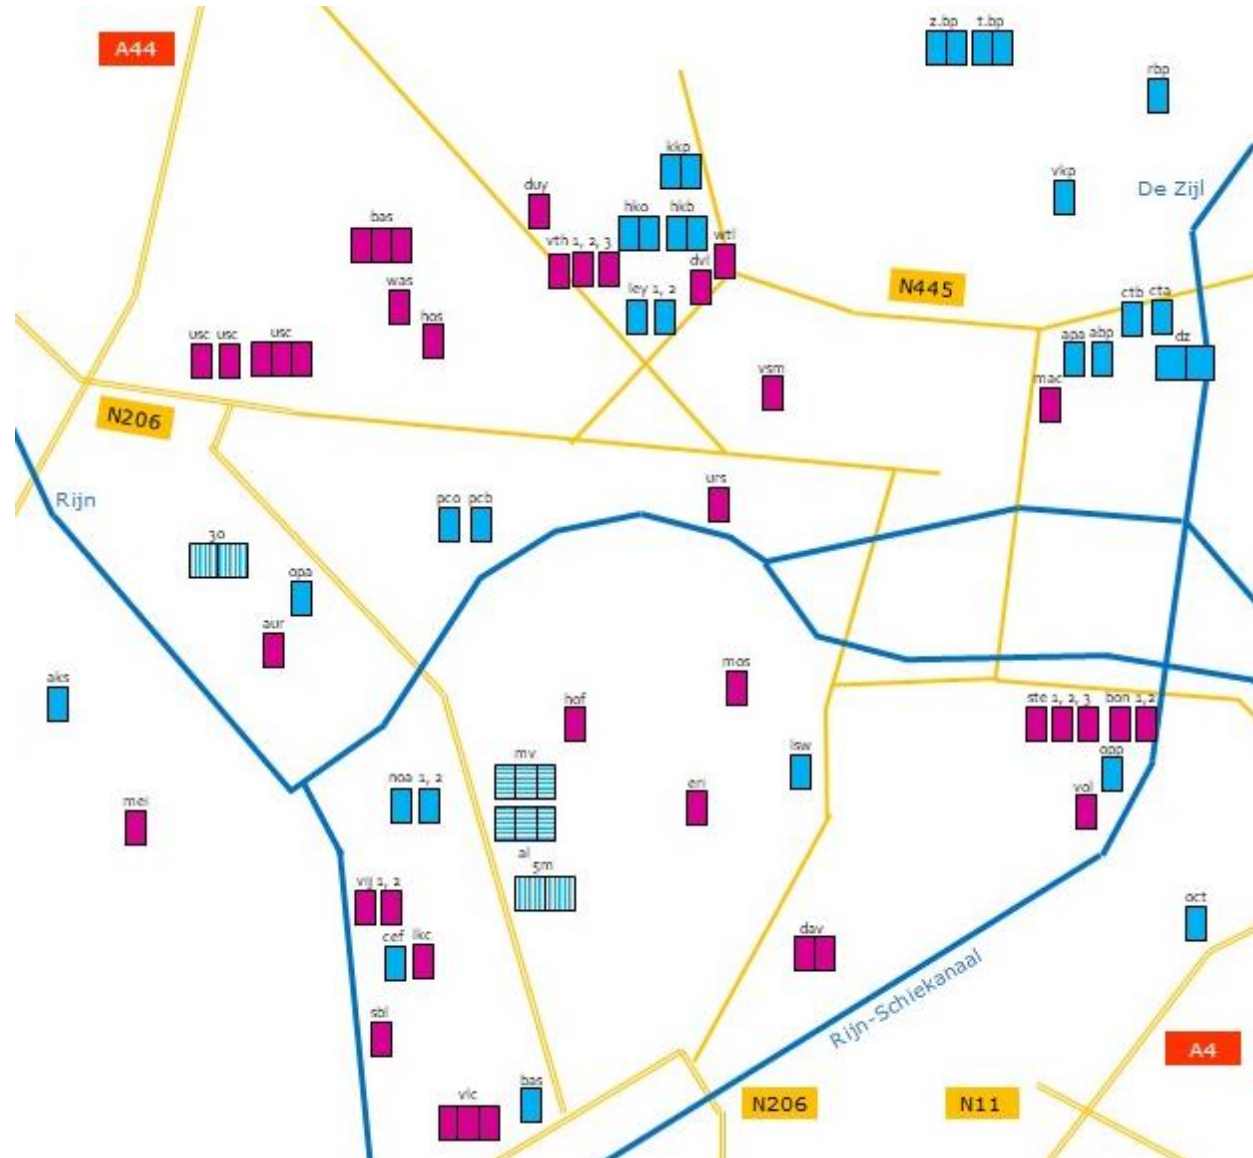 z.bp t.bp
A44
rbp
kkp
vkp
De Zijl
duy
bas
hko hkb
wtl
vth 1, 2, 3
dvl
was
ley 1, 2
N445
hos
ctb cta
usc usc usc
apa abp
dz
vsm
mac
N206
urs
Rijn
pco pcb
30
opa
aur
mos
aks
hof
ste 1, 2, 3 bon 1,2
lsw
mv
opp
noa 1, 2
eri
vol
mei
al
5m
vij 1, 2
oct
cef lkc
dav
Rijn-Schiekanaal
sbl
A4
bas
vlc
N206
N11